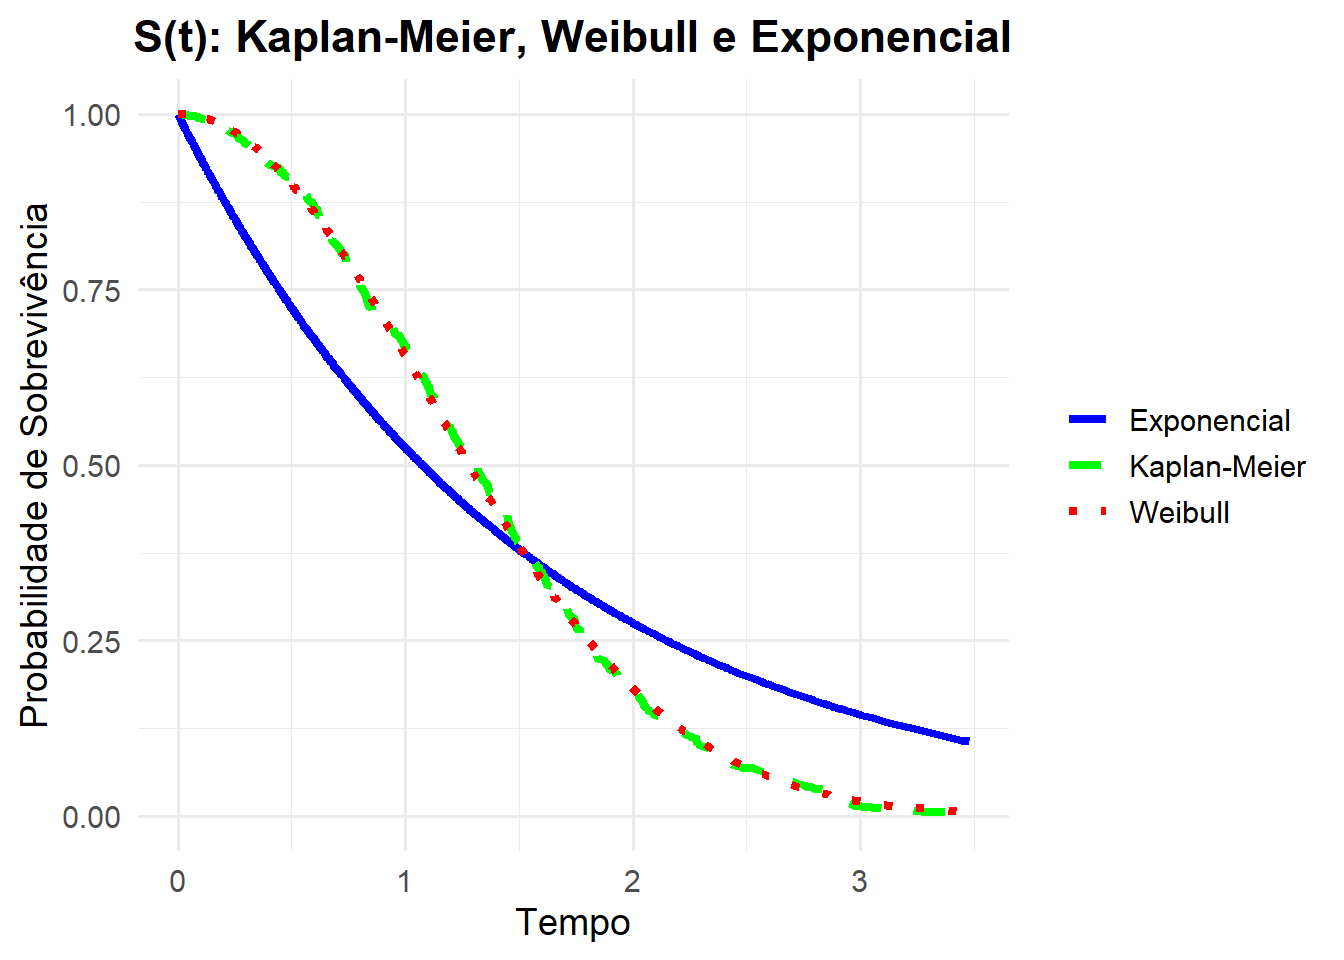 S(t): Kaplan-Meier, Weibull e Exponencial
Probabilidade de Sobrevivência
1.00
0.75
0.50
0.25
0.00
0 1 2 3
Tempo
Exponencial
Kaplan-Meier
Weibull